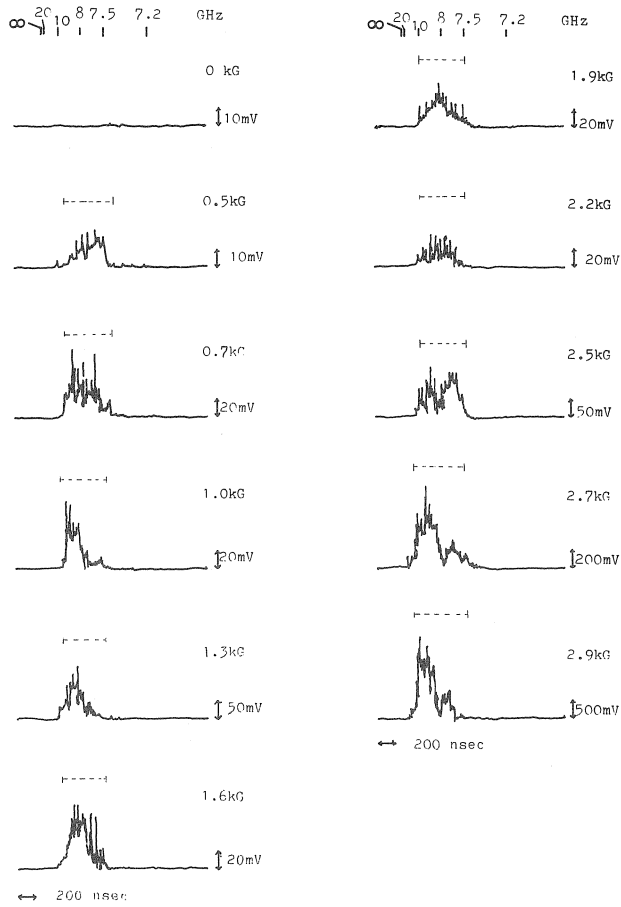 ∞ 20 10 8 7.5 7.2 GHz
0 kG
10mV
0.5kG
10mV
0.7kG
20mV
1.0kG
20mV
1.3kG
50mV
1.6kG
20mV
200 nsec
∞ 20 10 8 7.5 7.2 GHz
1.9kG
20mV
2.2kG
20mV
2.5kG
50mV
2.7kG
200mV
2.9kG
500mV
200 nsec